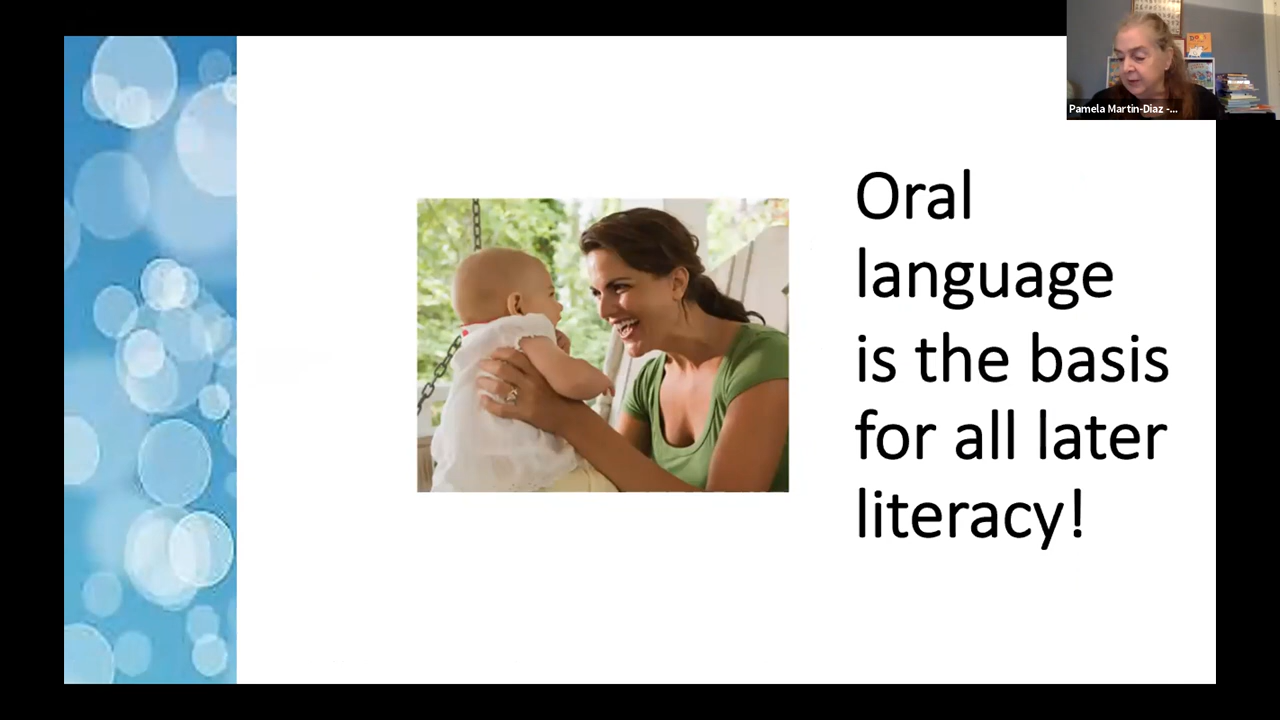 Pamela Martin-Diaz -...
Oral
language
is the basis
for all later
literacy!